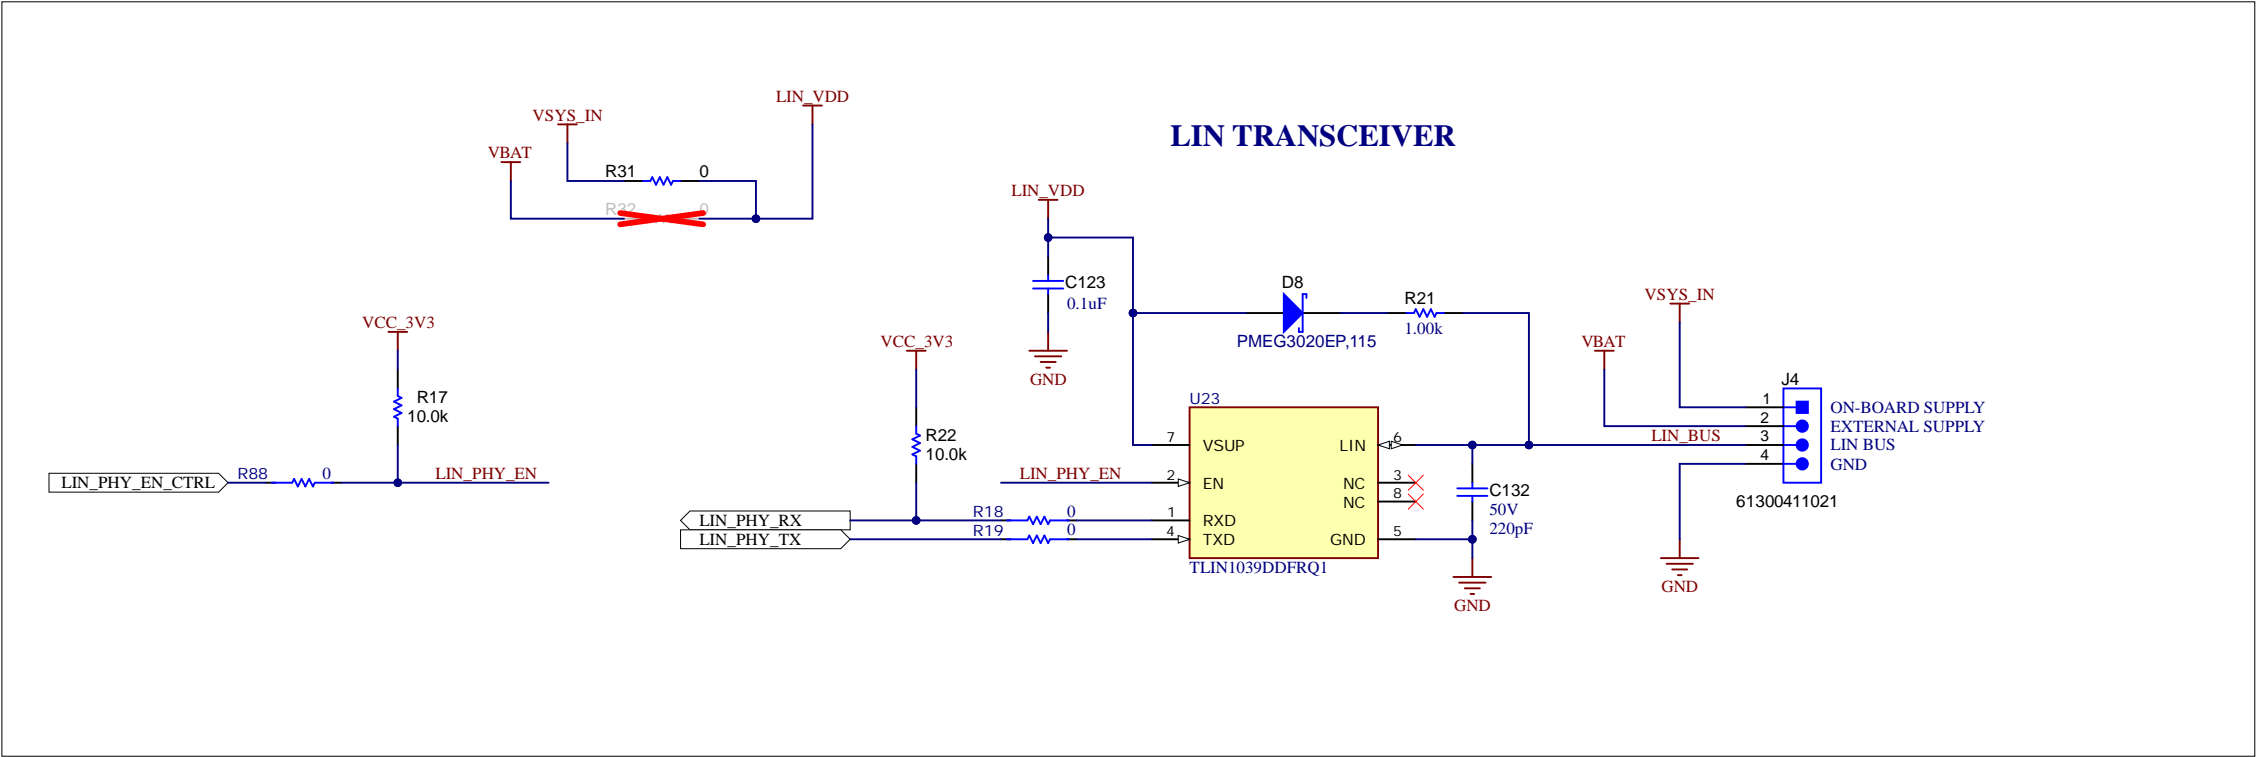 LIN_VDD
VSYS_IN
VBAT
R31 0
R32 0
LIN TRANSCEIVER
LIN_VDD
C123
0.1uF
GND
D8
PMEG3020EP,115
R21
1.00k
VCC_3V3
R17
10.0k
LIN_PHY_EN_CTRL
R88 0
LIN_PHY_EN
VCC_3V3
R22
10.0k
LIN_PHY_EN
LIN_PHY_RX
LIN_PHY_TX
R18 0
R19 0
U23
7 VSUP
2 EN
1 RXD
4 TXD
LIN 6
NC 3
NC 8
GND 5
TLIN1039DDFRQ1
C132
50V
220pF
GND
VSYS_IN
VBAT
LIN_BUS
J4
1 ON-BOARD SUPPLY
2 EXTERNAL SUPPLY
3 LIN BUS
4 GND
61300411021
GND